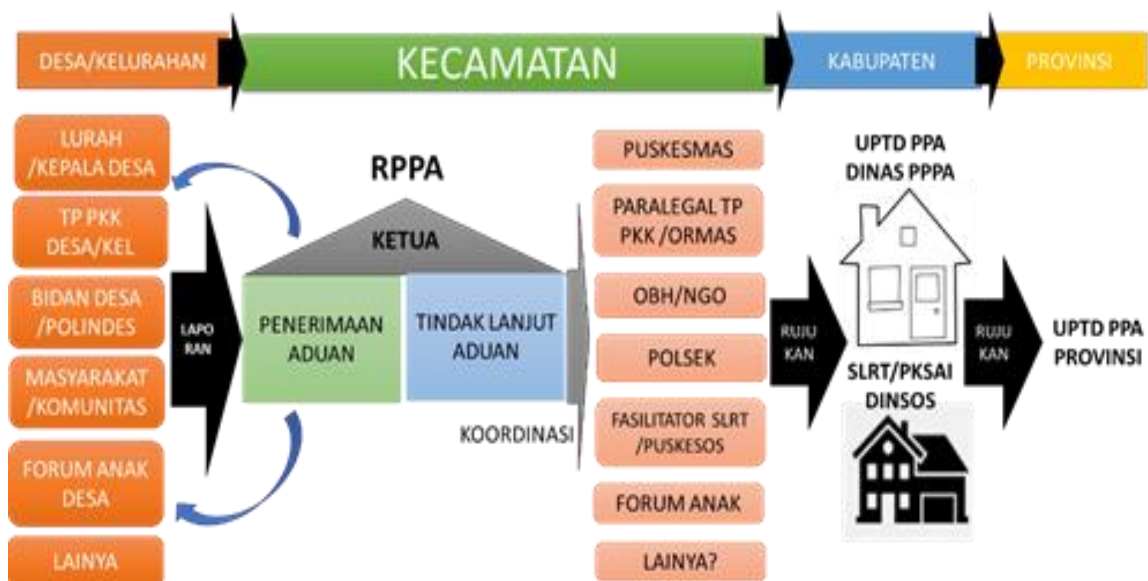 DESA/KELURAHAN
KECAMATAN
KABUPATEN
PROVINSI
LURAH
/KEPALA DESA
TP PKK
DESA/KEL
BIDAN DESA
/POLINDES
MASYARAKAT
/KOMUNITAS
FORUM ANAK
DESA
LAINYA
LAPO
RAN
RPPA
KETUA
PENERIMAAN
ADUAN
TINDAK LANJUT
ADUAN
KOORDINASI
PUSKESMAS
PARALEGAL TP
PKK /ORMAS
OBH/NGO
POLSEK
FASILITATOR SLRT
/PUSKESOS
FORUM ANAK
LAINYA?
RUJU
KAN
UPTD PPA
DINAS PPPA
SLRT/PKSAI
DINSOS
RUJU
KAN
UPTD PPA
PROVINSI